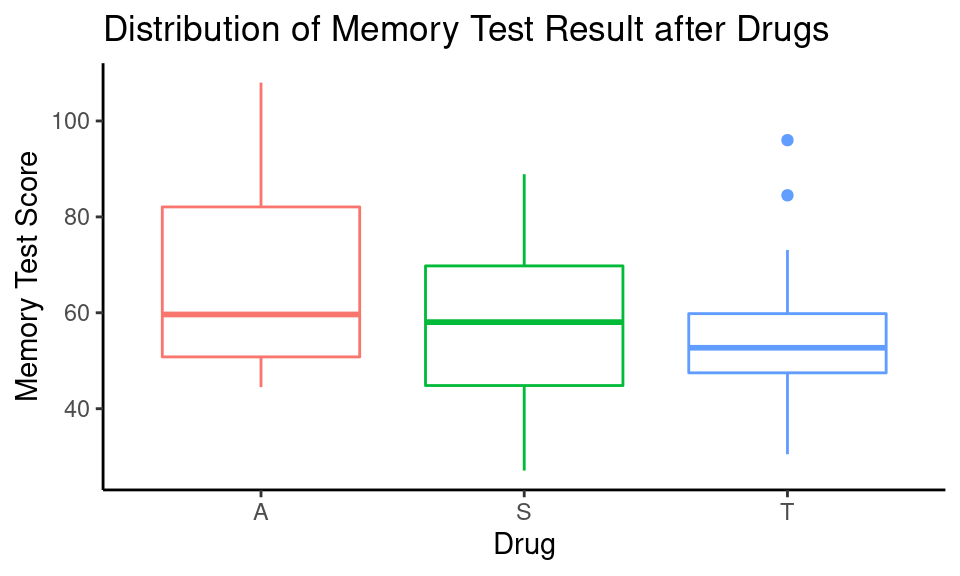 Distribution of Memory Test Result after Drugs
Memory Test Score
100
80
60
40
A S T
Drug